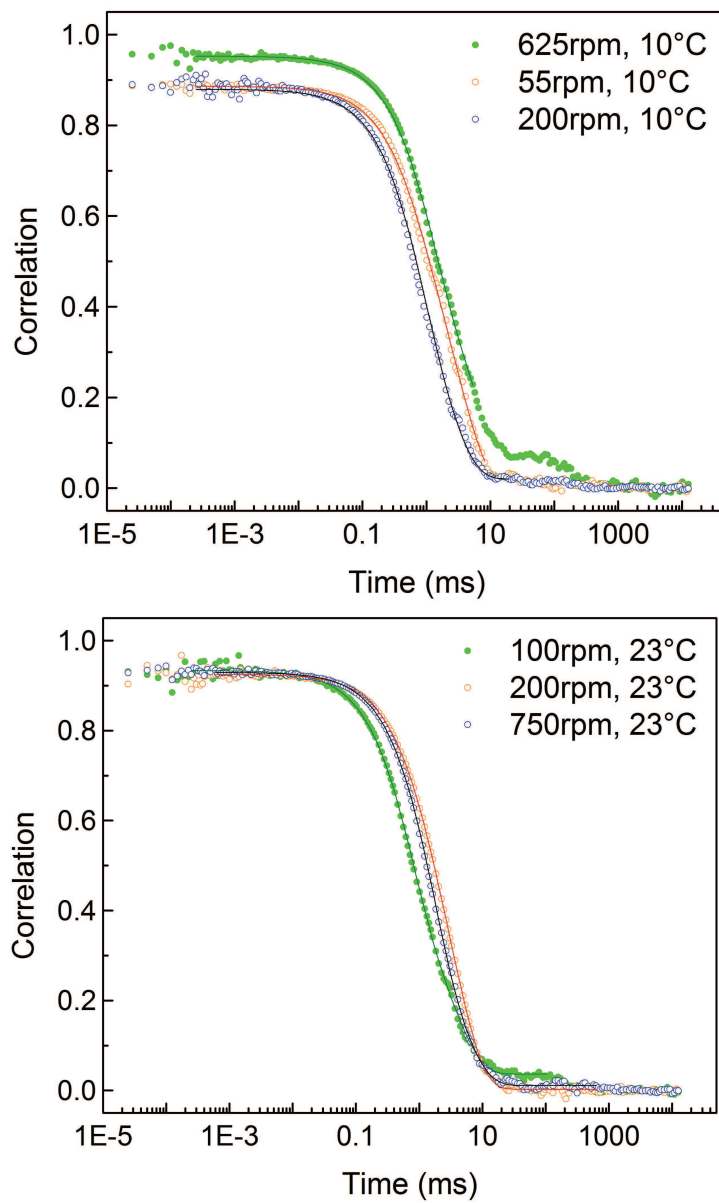 1.0
0.8
0.6
0.4
0.2
0.0
Correlation
625rpm, 10°C
55rpm, 10°C
200rpm, 10°C
1E-5
1E-3
0.1
10
1000
Time (ms)
1.0
0.8
0.6
0.4
0.2
0.0
Correlation
100rpm, 23°C
200rpm, 23°C
750rpm, 23°C
1E-5
1E-3
0.1
10
1000
Time (ms)